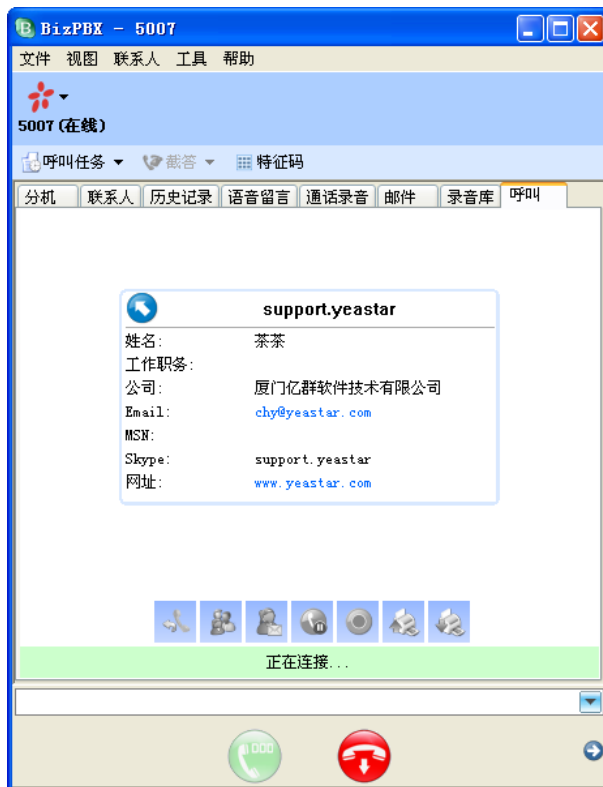 BizPBX - 5007
文件 视图 联系人 工具 帮助
5007 (在线)
呼叫任务 截答 特征码
分机 联系人 历史记录 语音留言 通话录音 邮件 录音库 呼叫
support.yeastar
姓名: 茶茶
工作职务:
公司: 厦门亿群软件技术有限公司
Email: chy@yeastar.com
MSN:
Skype: support.yeastar
网址: www.yeastar.com
正在连接...